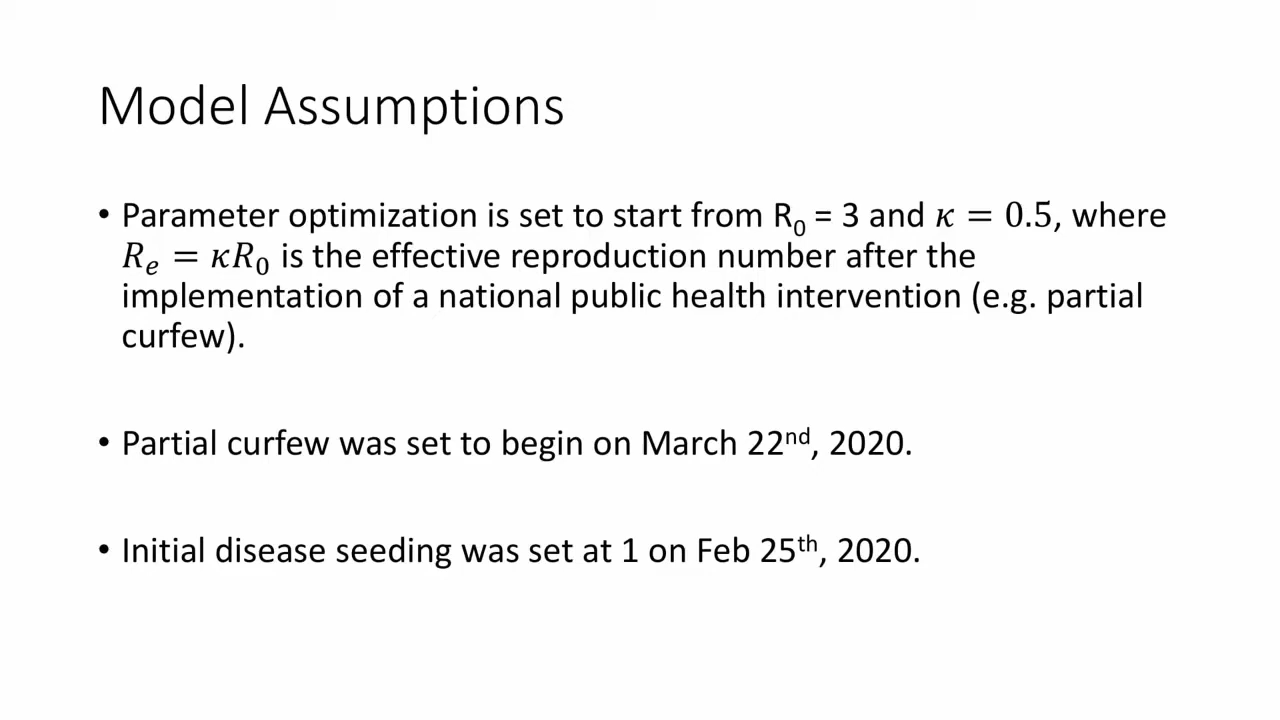 Model Assumptions
• Parameter optimization is set to start from R₀ = 3 and 𝜅 = 0.5, where
𝑅ₑ = 𝜅𝑅₀ is the effective reproduction number after the
implementation of a national public health intervention (e.g. partial
curfew).
• Partial curfew was set to begin on March 22ⁿᵈ, 2020.
• Initial disease seeding was set at 1 on Feb 25ᵗʰ, 2020.